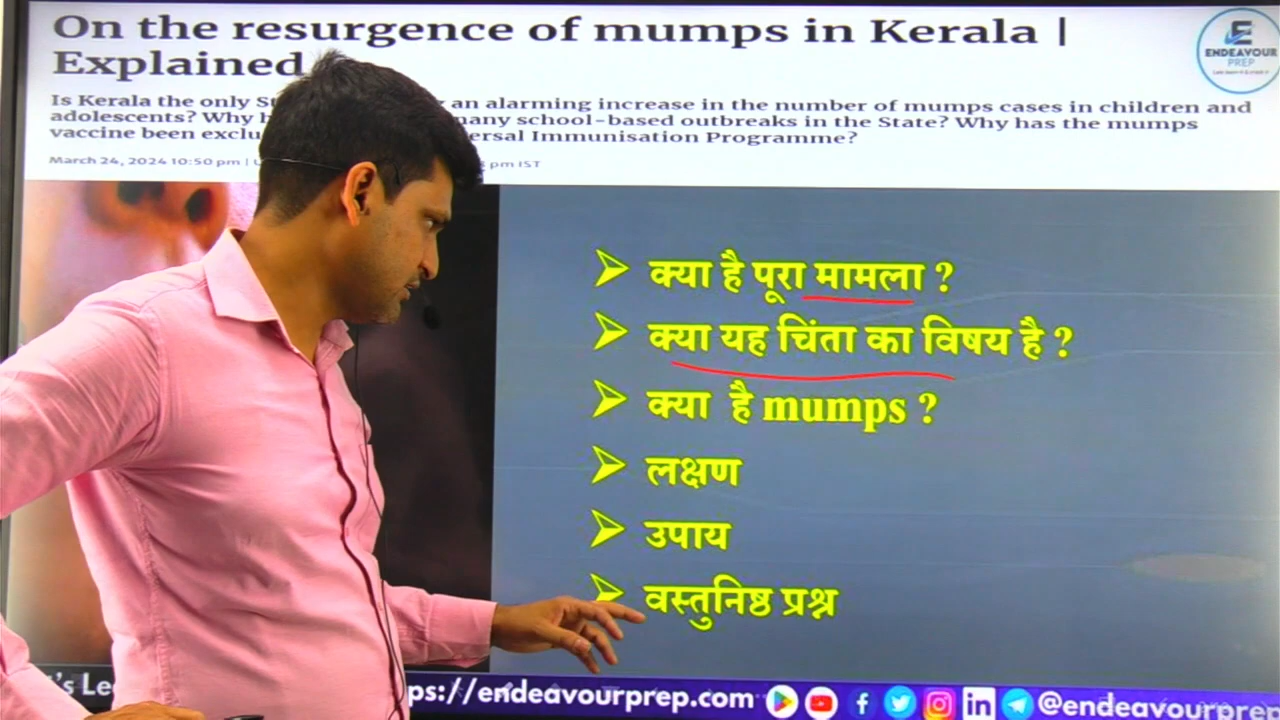 On the resurgence of mumps in Kerala |
Explained
Is Kerala the only an alarming increase in the number of mumps cases in children and
adolescents? Why many school-based outbreaks in the State? Why has the mumps
vaccine been Immunisation Programme?
March 24, 2024 10:50 pm | pm IST
ENDEAVOUR
PREP
क्या है पूरा मामला ?
क्या यह चिंता का विषय है ?
क्या है mumps ?
लक्षण
उपाय
वस्तुनिष्ठ प्रश्न
ps://endeavourprep.com
@endeavourprep